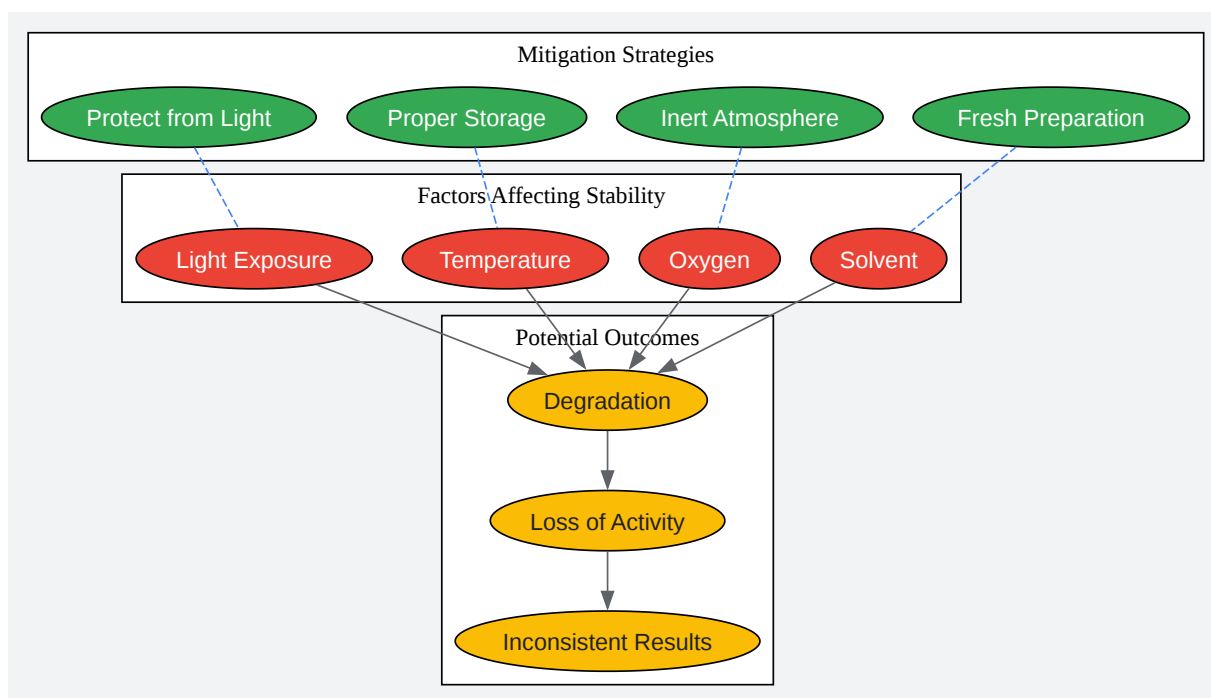 Mitigation Strategies
Protect from Light
Proper Storage
Inert Atmosphere
Fresh Preparation
Factors Affecting Stability
Light Exposure
Temperature
Oxygen
Solvent
Potential Outcomes
Degradation
Loss of Activity
Inconsistent Results